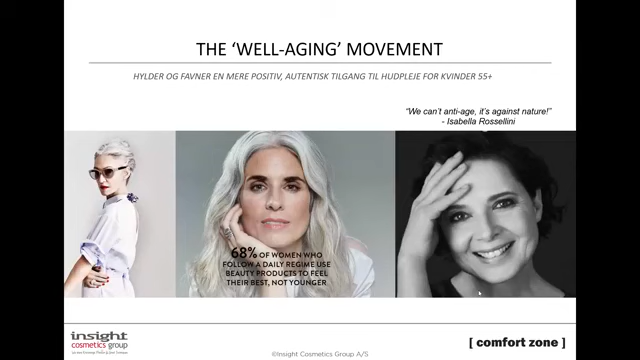 THE ‘WELL-AGING’ MOVEMENT
HYLDER OG FAVNER EN MERE POSITIV, AUTENTISK TILGANG TIL HUDPLEJE FOR KVINDER 55+
“We can’t anti-age, it’s against nature!”
- Isabella Rossellini
68% OF WOMEN WHO
FOLLOW A DAILY REGIME USE
BEAUTY PRODUCTS TO FEEL
THEIR BEST, NOT YOUNGER
insight
cosmetics group
[ comfort zone ]
©Insight Cosmetics Group A/S